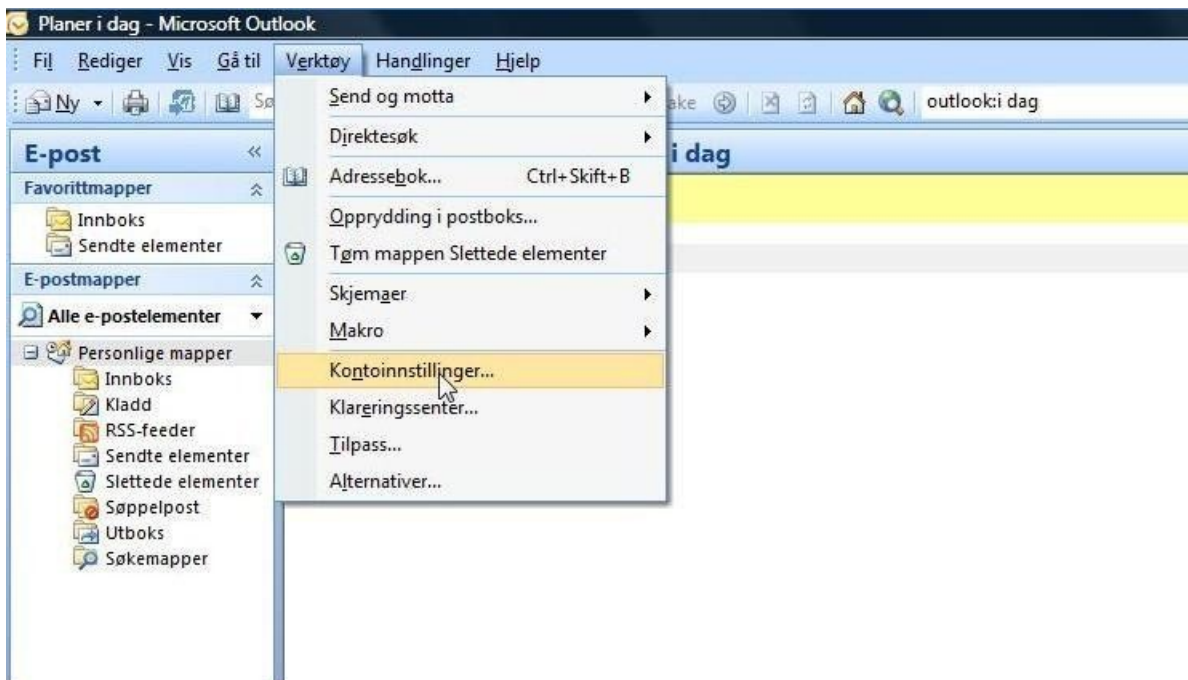 Planer i dag - Microsoft Outlook
Fil Rediger Vis Gå til Verktøy Handlinger Hjelp
Ny outlook:i dag
E-post «
i dag
Favorittmapper
Innboks
Sendte elementer
E-postmapper
Alle e-postelementer
Personlige mapper
Innboks
Kladd
RSS-feeder
Sendte elementer
Slettede elementer
Søppelpost
Utboks
Søkemapper
Send og motta
Direktesøk
Adressebok... Ctrl+Skift+B
Opprydding i postboks...
Tøm mappen Slettede elementer
Skjemaer
Makro
Kontoinnstillinger...
Klareringssenter...
Tilpass...
Alternativer...